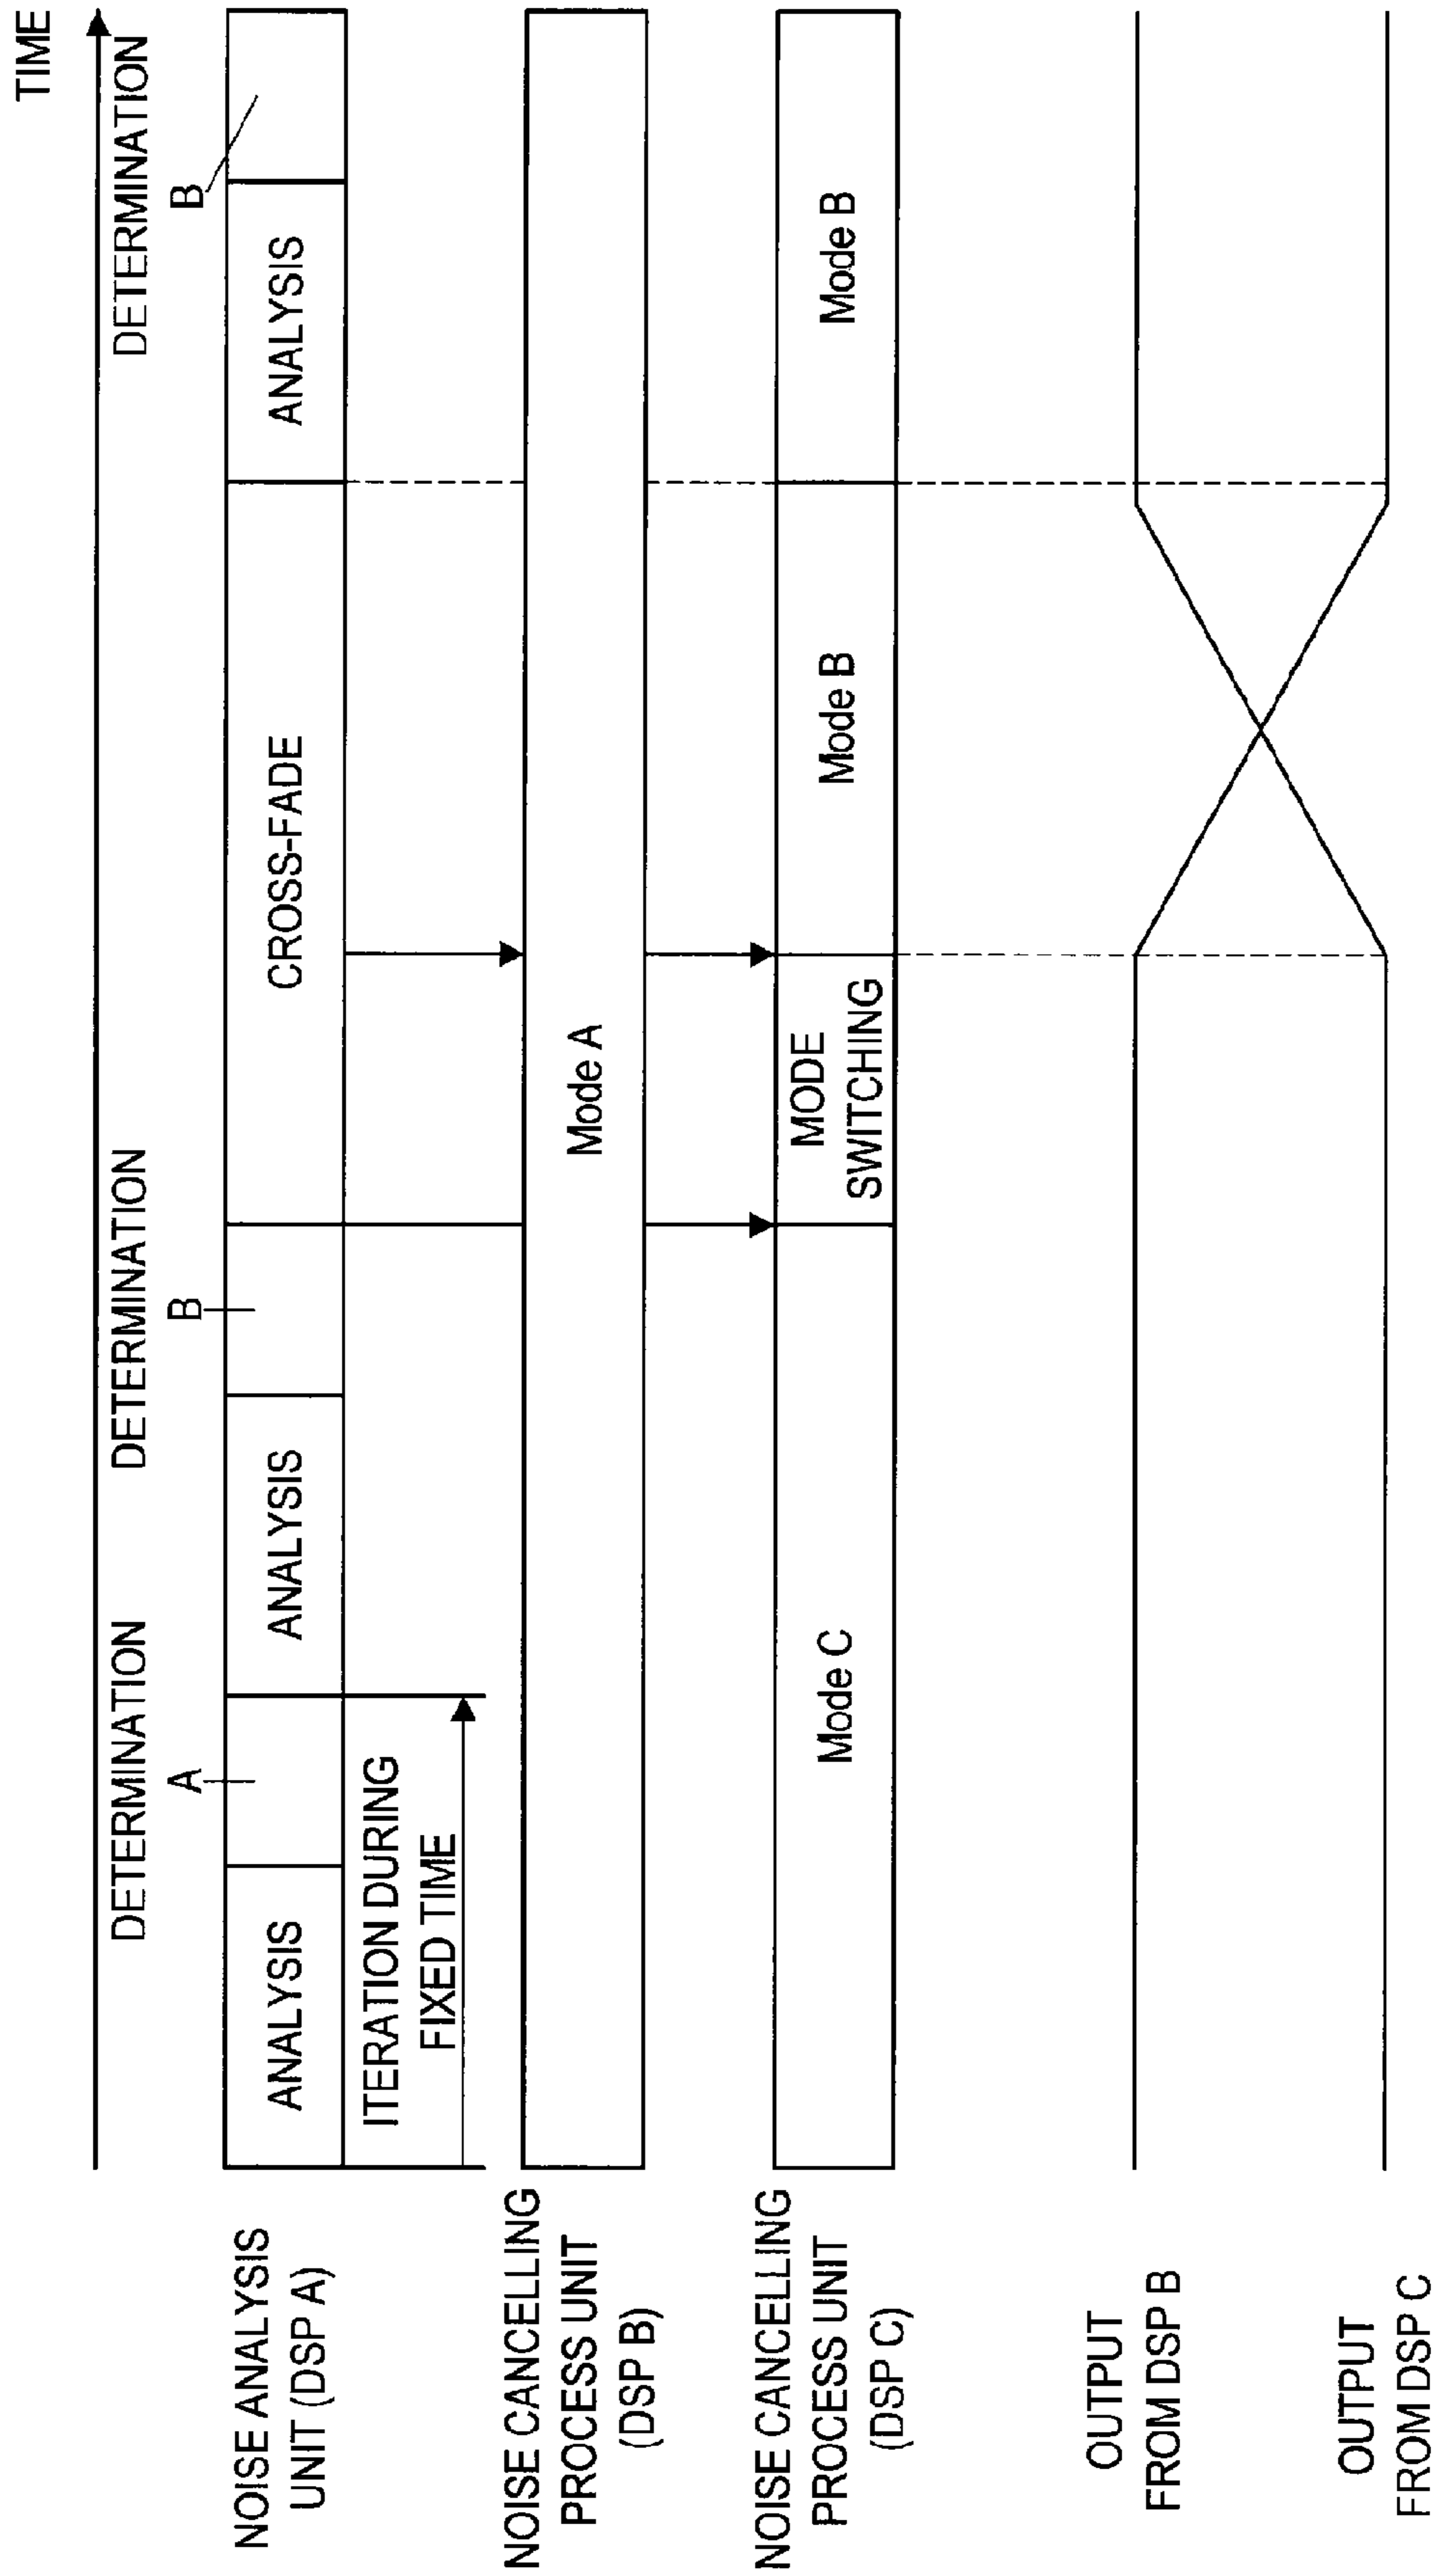 TIME
DETERMINATION
DETERMINATION
DETERMINATION
A
B
B
NOISE ANALYSIS
UNIT (DSP A)
ANALYSIS
ANALYSIS
CROSS-FADE
ANALYSIS
ITERATION DURING
FIXED TIME
NOISE CANCELLING
PROCESS UNIT
(DSP B)
Mode A
NOISE CANCELLING
PROCESS UNIT
(DSP C)
Mode C
MODE
SWITCHING
Mode B
Mode B
OUTPUT
FROM DSP B
OUTPUT
FROM DSP C